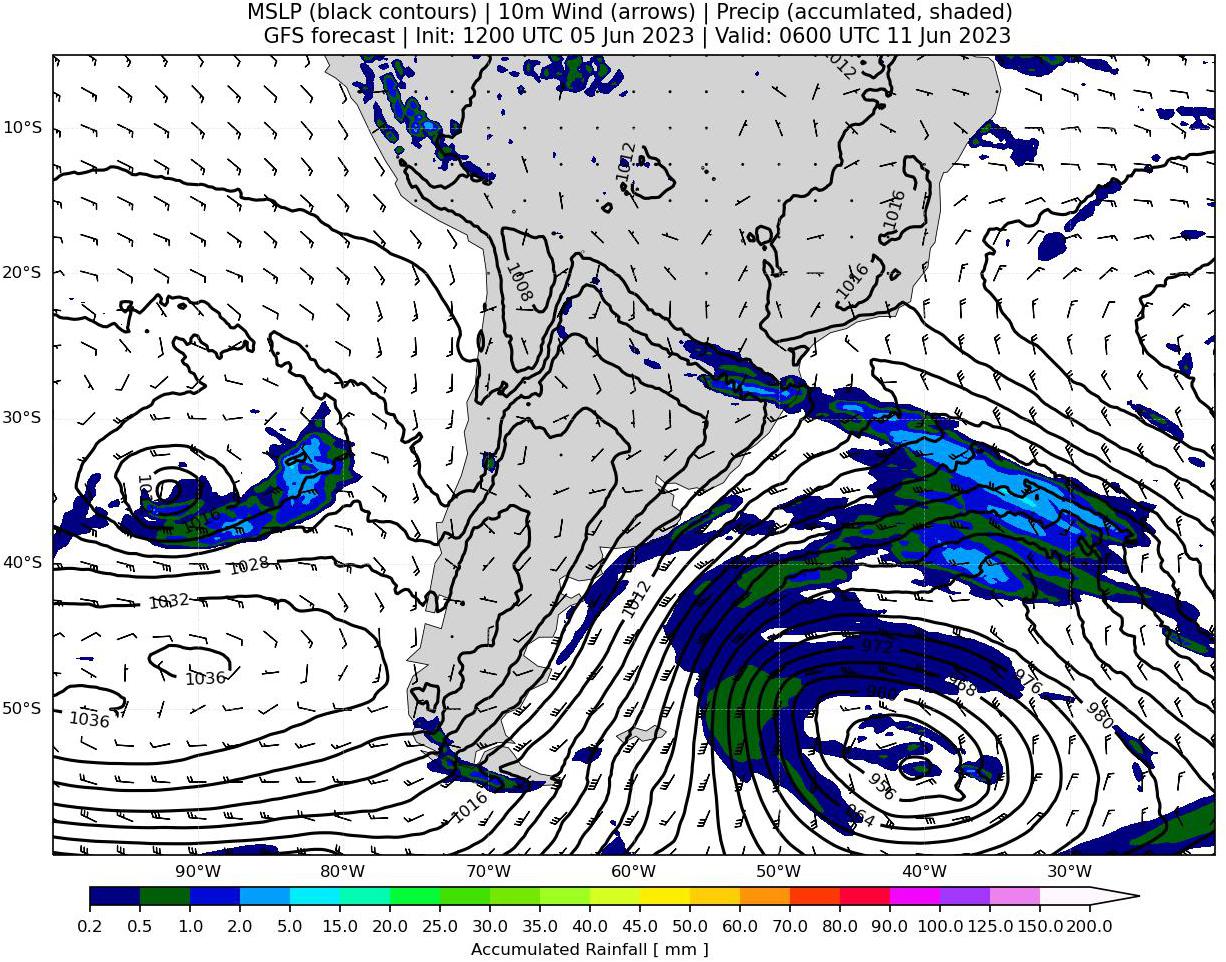 MSLP (black contours) | 10m Wind (arrows) | Precip (accumlated, shaded)
GFS forecast | Init: 1200 UTC 05 Jun 2023 | Valid: 0600 UTC 11 Jun 2023
1012
10°S
1012
1016
20°S
1008
1016
30°S
1016
40°S
1028
1032
1012
972
1036
968
976
960
1036
50°S
980
956
1016
964
90°W 80°W 70°W 60°W 50°W 40°W 30°W
0.2 0.5 1.0 2.0 5.0 10.0 15.0 20.0 25.0 30.0 35.0 40.0 45.0 50.0 60.0 70.0 80.0 90.0 100.0 125.0 150.0 200.0
Accumulated Rainfall [ mm ]